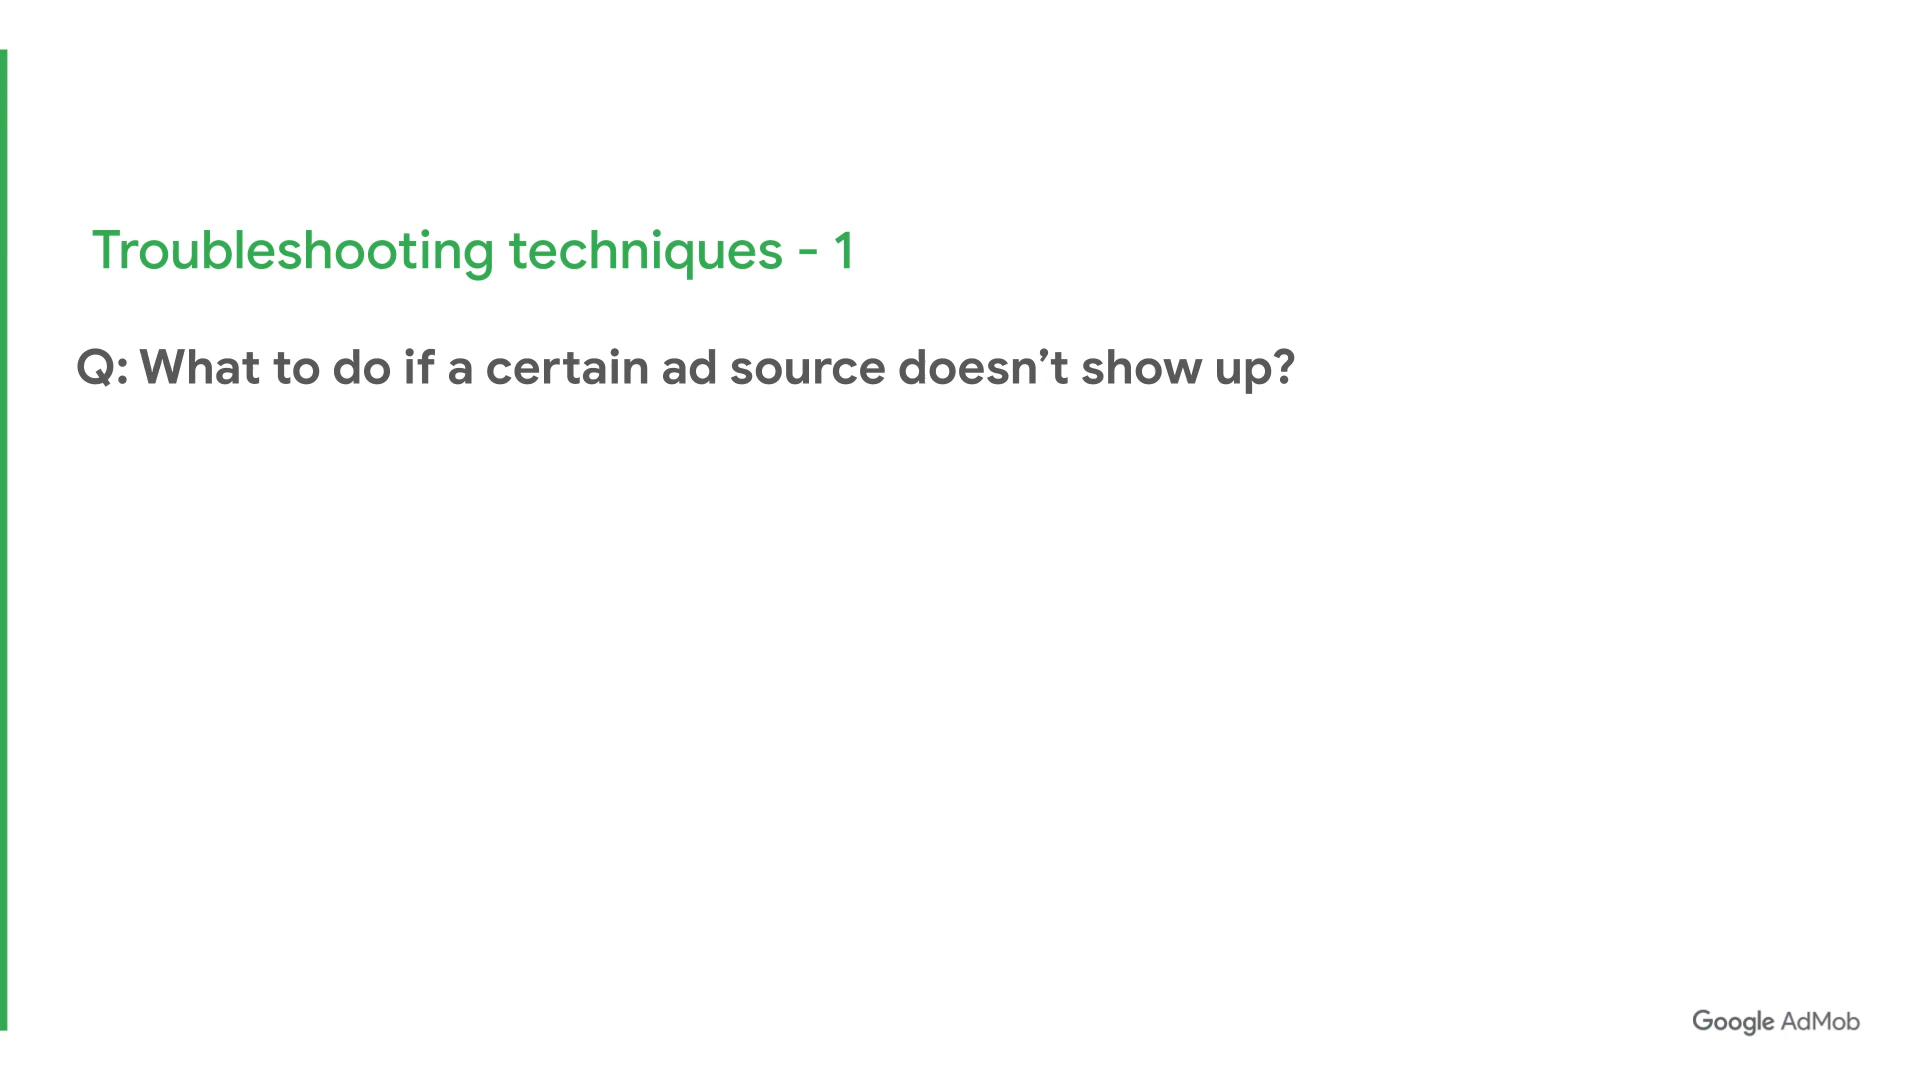 Troubleshooting techniques - 1
Q: What to do if a certain ad source doesn’t show up?
Google AdMob